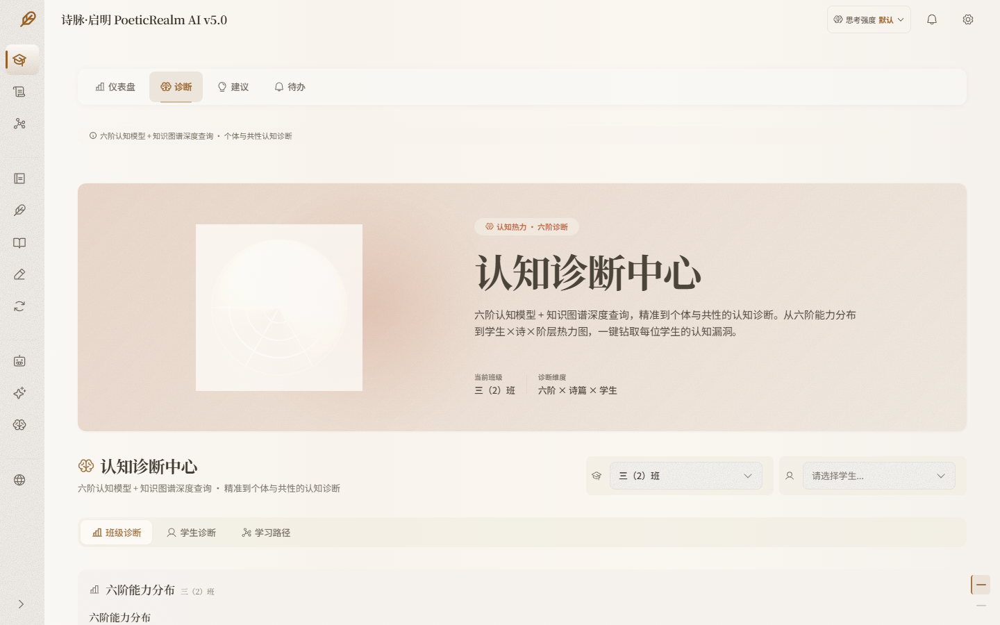 诗脉·启明 PoeticRealm AI v5.0
思考强度 默认
仪表盘
诊断
建议
待办
六阶认知模型 + 知识图谱深度查询 · 个体与共性认知诊断
认知热力 · 六阶诊断
认知诊断中心
六阶认知模型 + 知识图谱深度查询，精准到个体与共性的认知诊断。从六阶能力分布
到学生×诗×阶层热力图，一键钻取每位学生的认知漏洞。
当前班级
诊断维度
三（2）班
六阶 × 诗篇 × 学生
认知诊断中心
六阶认知模型 + 知识图谱深度查询 · 精准到个体与共性的认知诊断
三（2）班
请选择学生...
班级诊断
学生诊断
学习路径
六阶能力分布 三（2）班
六阶能力分布